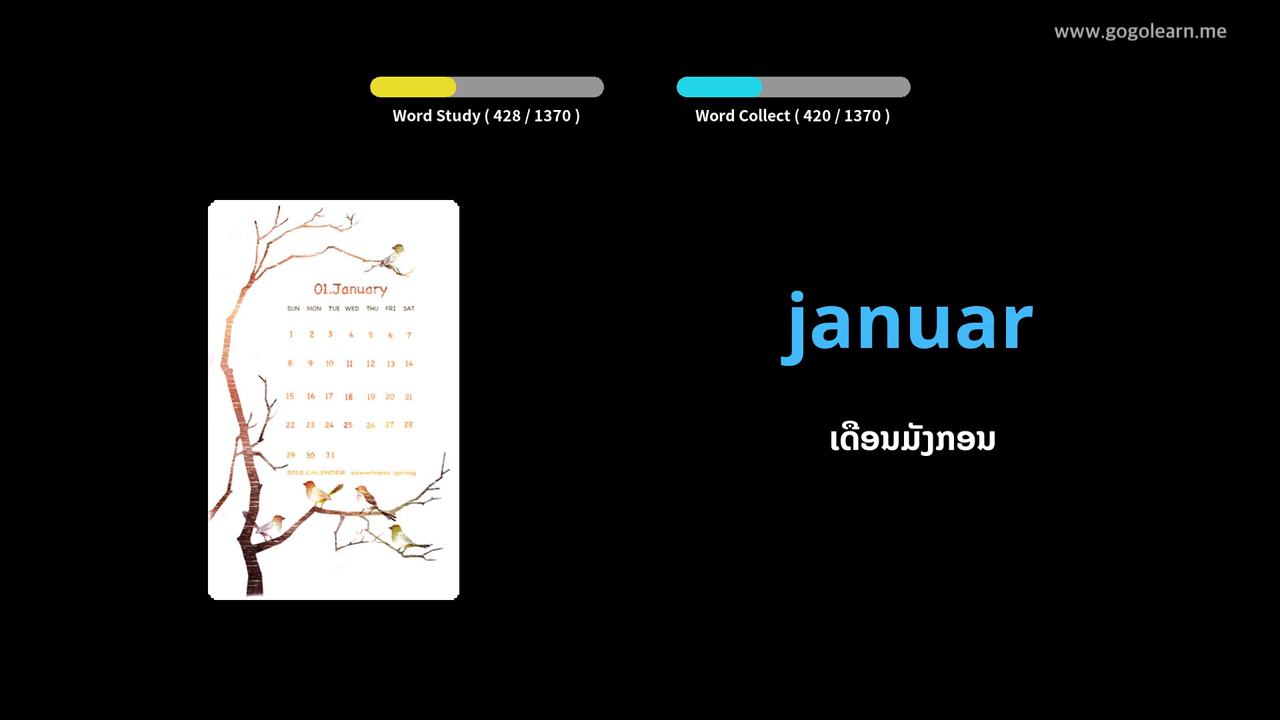 www.gogolearn.me
Word Study ( 428 / 1370 )
Word Collect ( 420 / 1370 )
01.January
SUN MON TUE WED THU FRI SAT
1 2 3 4 5 6 7
8 9 10 11 12 13 14
15 16 17 18 19 20 21
22 23 24 25 26 27 28
29 30 31
CALENDER
spring
januar
ເດືອນມັງກອນ